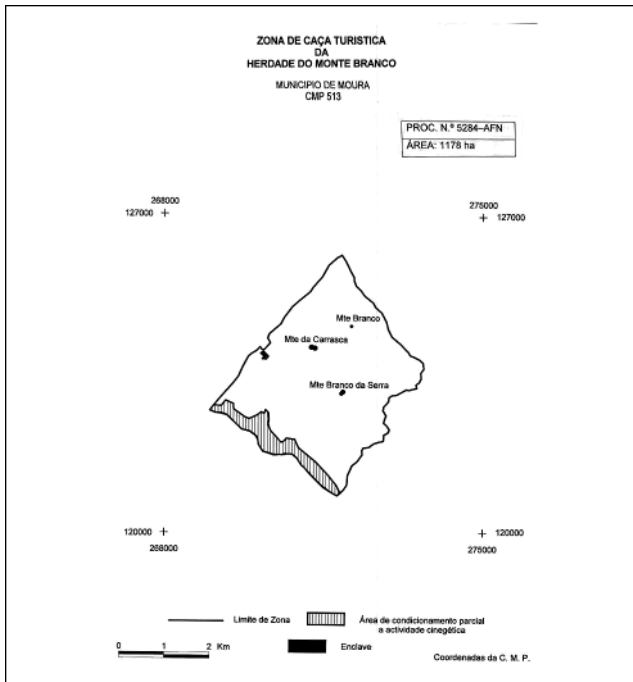 ZONA DE CAÇA TURISTICA
DA
HERDADE DO MONTE BRANCO
MUNICIPIO DE MOURA
CMP 513
PROC. N.º 5284–AFN
ÁREA: 1178 ha
268000
127000
275000
127000
Mte Branco
Mte da Carrasca
Mte Branco da Serra
120000
268000
120000
275000
Limite de Zona
Área de condicionamento parcial
a actividade cinegética
0 1 2 Km
Enclave
Coordenadas da C. M. P.